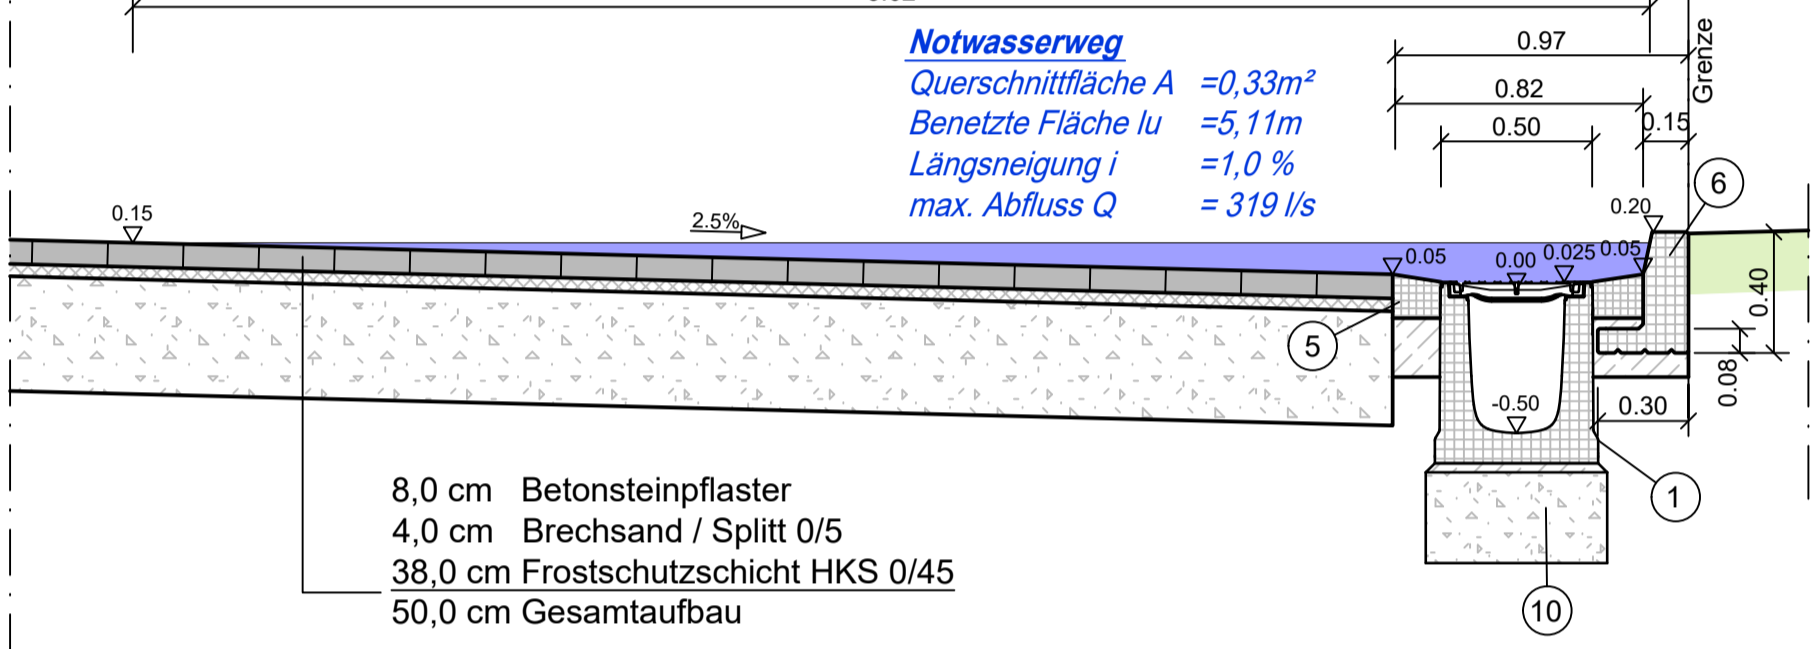 Notwasserweg
Querschnittfläche A =0,33m²
Benetzte Fläche lu =5,11m
Längsneigung i =1,0 %
max. Abfluss Q = 319 l/s
0.97
0.82
0.50
0.15
Grenze
6
0.20
0.15
2.5%
0.05
0.00
0.025
0.05
0.40
0.08
5
-0.50
0.30
1
10
8,0 cm Betonsteinpflaster
4,0 cm Brechsand / Splitt 0/5
38,0 cm Frostschutzschicht HKS 0/45
50,0 cm Gesamtaufbau